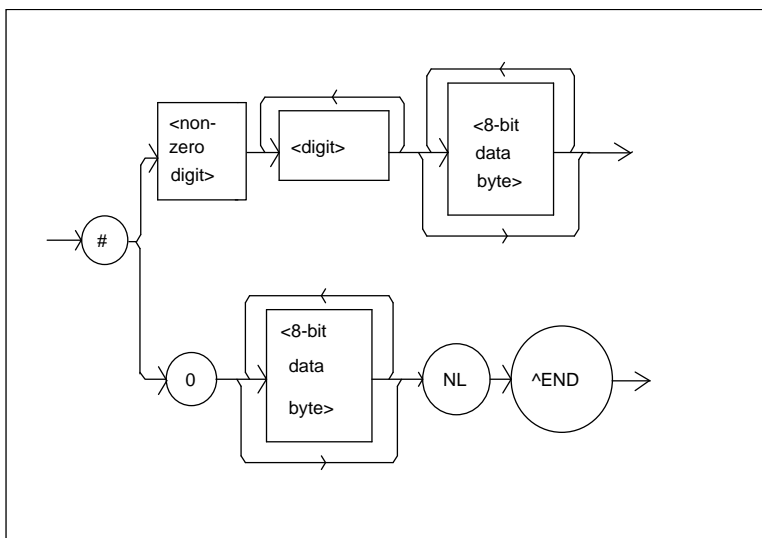 <non-
zero
digit>
<digit>
<8-bit
data
byte>
#
0
<8-bit
data
byte>
NL
^END